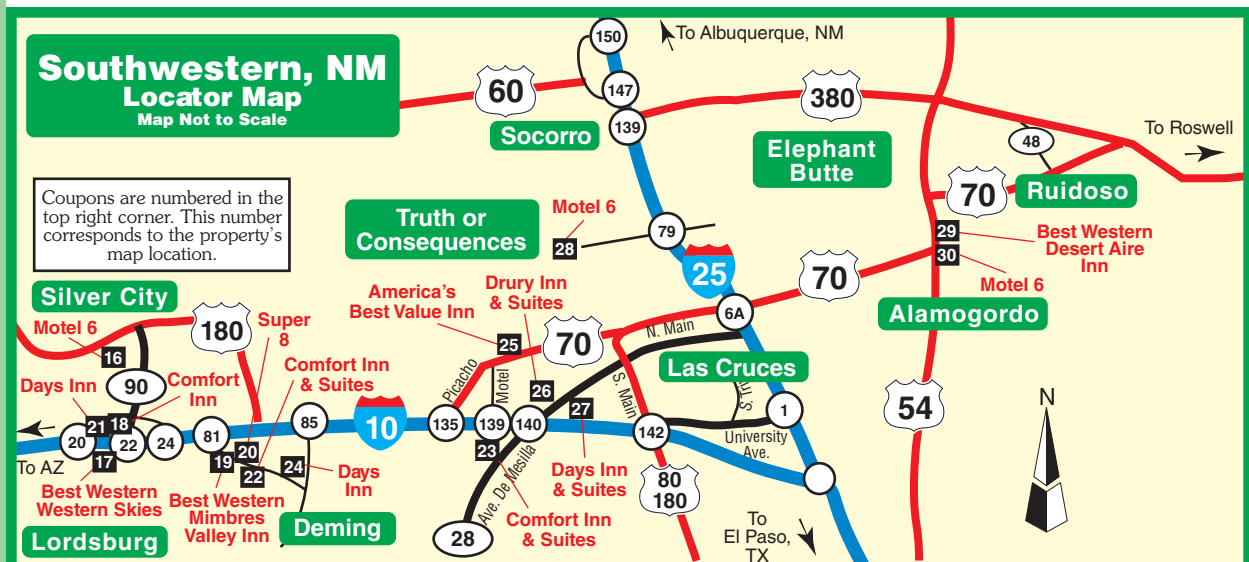 Southwestern, NM
Locator Map
Map Not to Scale
Coupons are numbered in the
top right corner. This number
corresponds to the property's
map location.
150
To Albuquerque, NM
60
147
380
Socorro
139
48
To Roswell
Elephant
Butte
70
Ruidoso
Truth or
Consequences
Motel 6
28
79
25
29
30
Best Western
Desert Aire
Inn
Motel 6
70
Alamogordo
Silver City
Motel 6
16
180
Super
8
America's
Best Value Inn
Drury Inn
& Suites
25
70
6A
N. Main
Las Cruces
Picacho
Motel
26
S. Main
54
N
90
Days Inn
Comfort
Inn
Comfort Inn
& Suites
21
18
20
22
24
81
85
10
135
139
140
27
142
1
University
Ave.
To AZ
17
Best Western
Western Skies
19
20
22
24
Days
Inn
Best Western
Mimbres
Valley Inn
Deming
Lordsburg
23
Ave. De Mesilla
28
Comfort Inn
& Suites
Days Inn
& Suites
80
180
To
El Paso,
TX